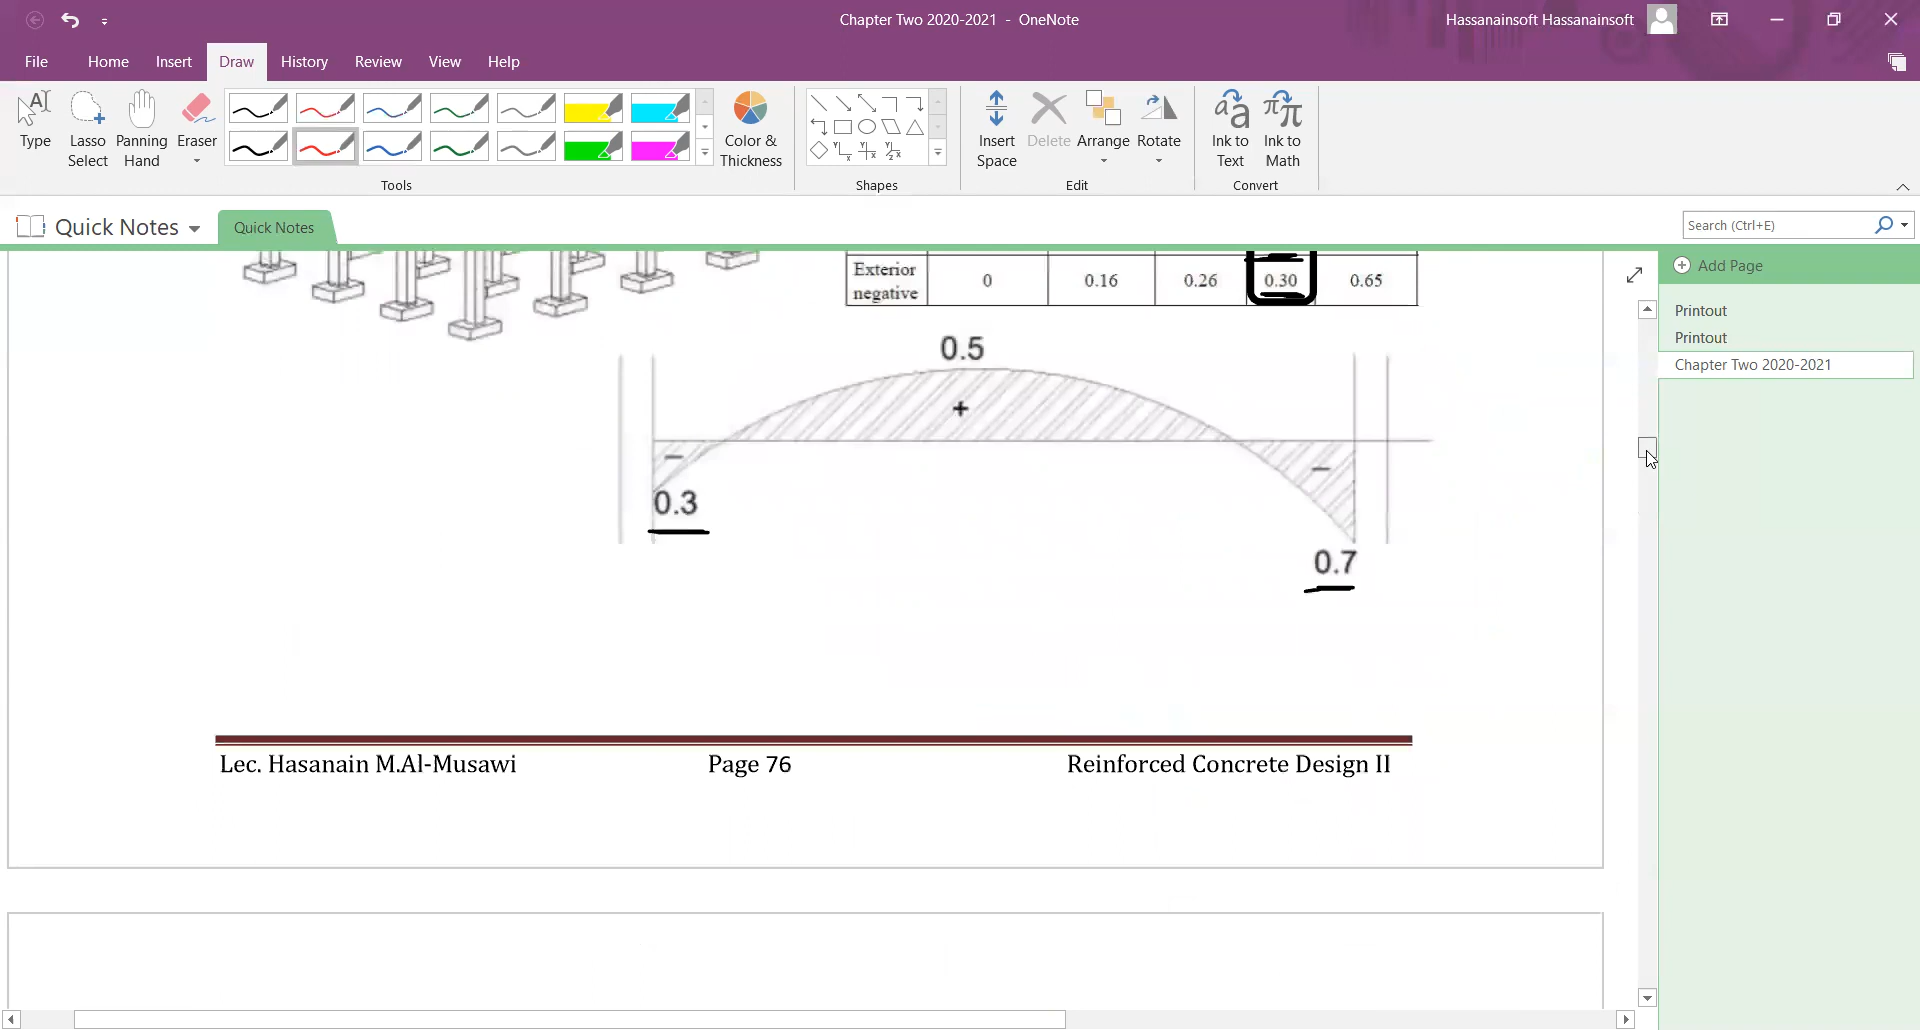 Chapter Two 2020-2021 - OneNote
Hassanainsoft Hassanainsoft
File Home Insert Draw History Review View Help
Type
Lasso Select
Panning Hand
Eraser
Color & Thickness
Insert Space
Delete
Arrange
Rotate
Ink to Text
Ink to Math
Tools
Shapes
Edit
Convert
Quick Notes
Quick Notes
Search (Ctrl+E)
Add Page
Printout
Printout
Chapter Two 2020-2021
Exterior negative 0 0.16 0.26 0.30 0.65
0.5
+
−
−
0.3
0.7
Lec. Hasanain M.Al-Musawi Page 76 Reinforced Concrete Design II